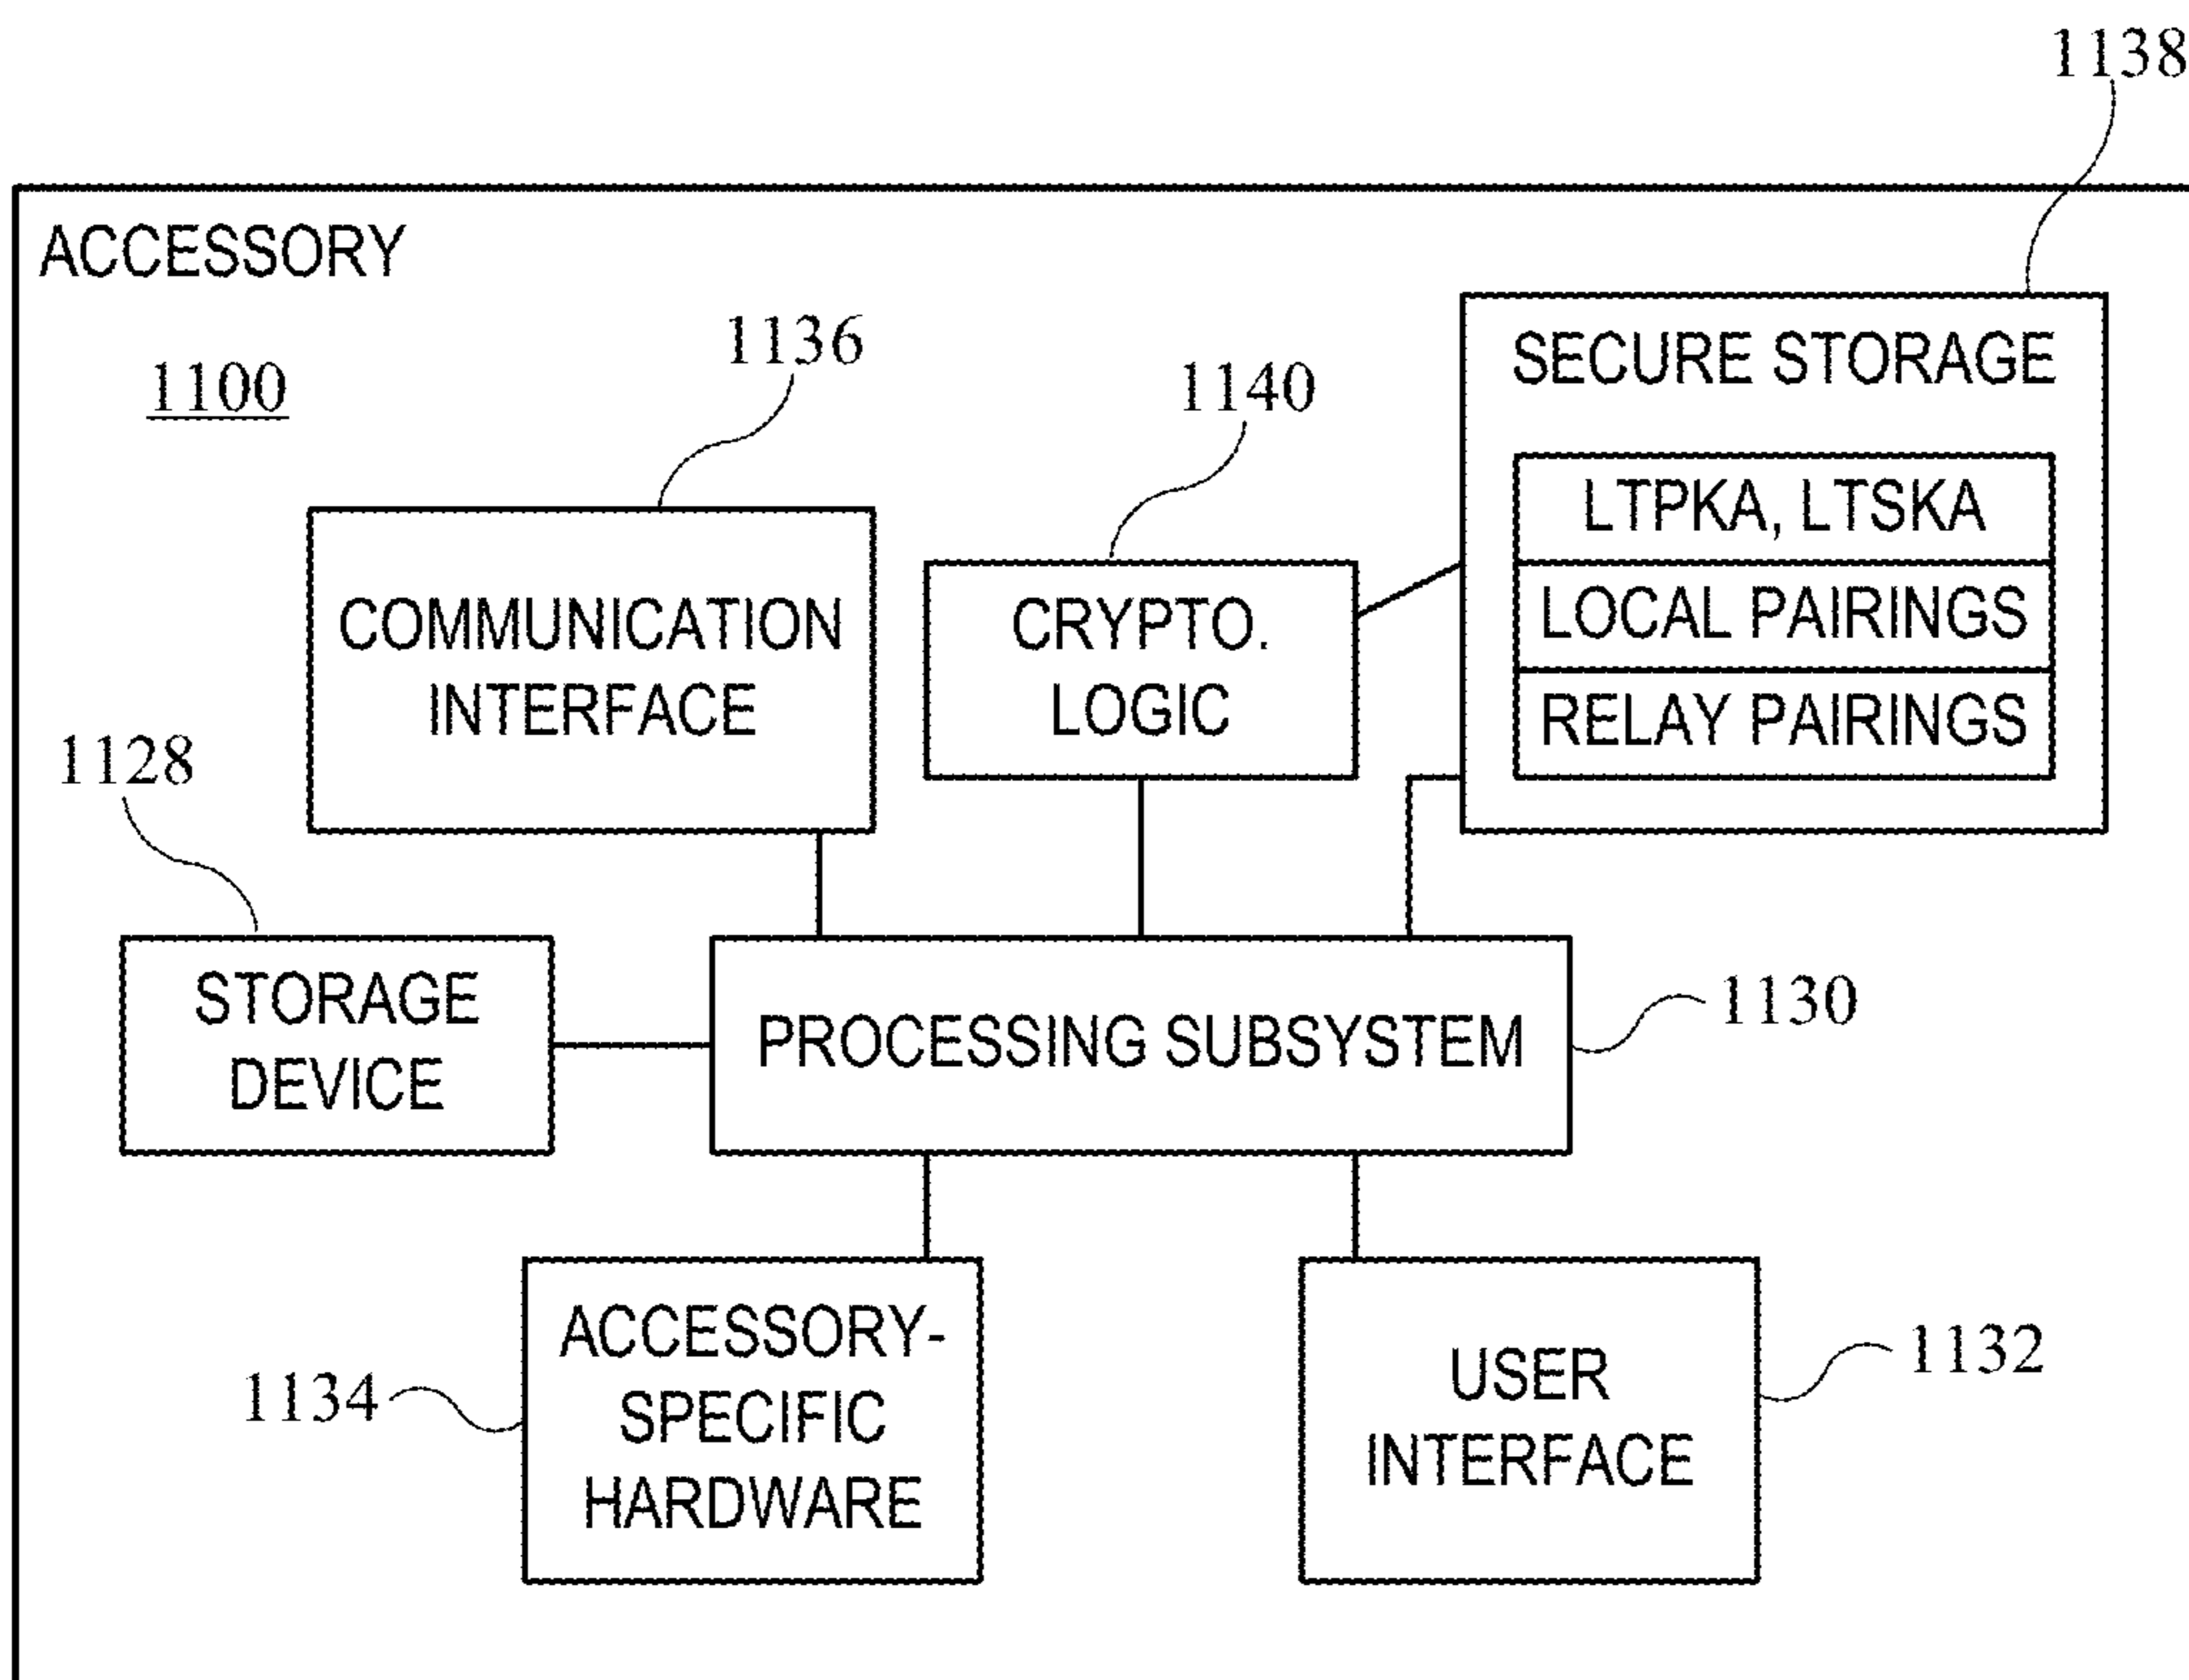 1138
ACCESSORY
1100
1136
1140
SECURE STORAGE
LTPKA, LTSKA
LOCAL PAIRINGS
RELAY PAIRINGS
COMMUNICATION
INTERFACE
CRYPTO.
LOGIC
1128
STORAGE
DEVICE
PROCESSING SUBSYSTEM
1130
1134
ACCESSORY-
SPECIFIC
HARDWARE
USER
INTERFACE
1132